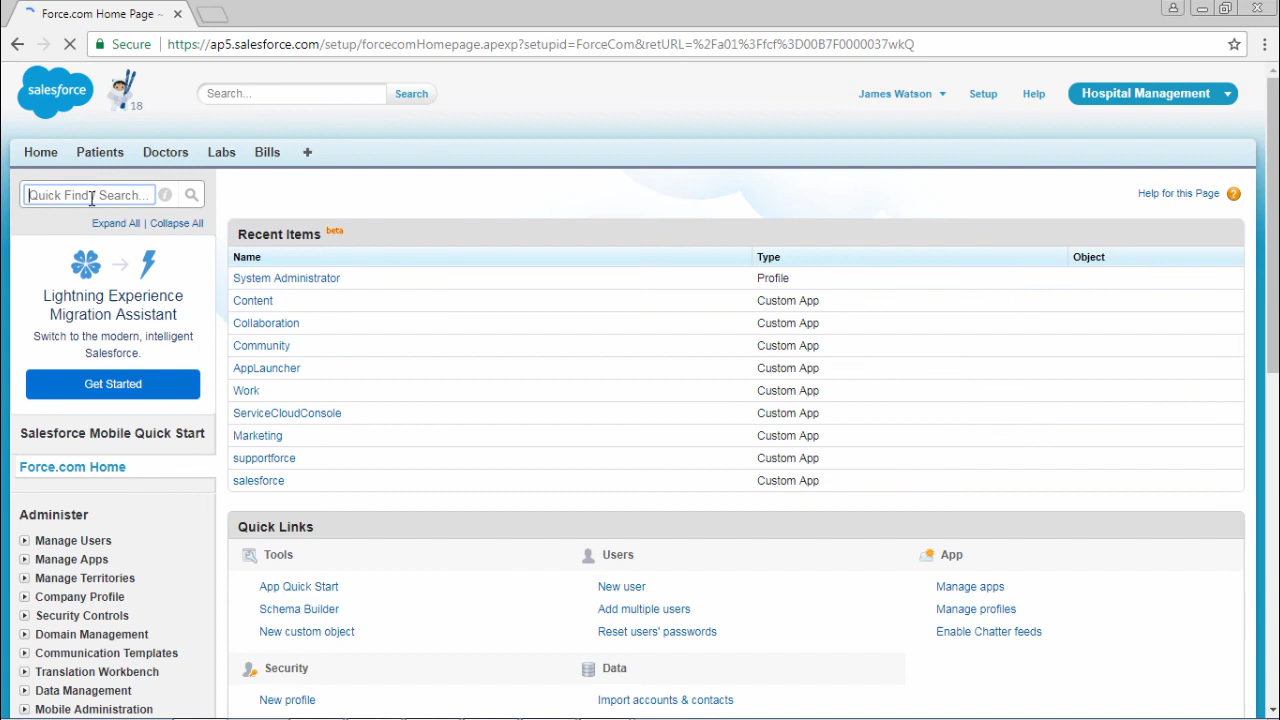 Force.com Home Page ~
Secure https://ap5.salesforce.com/setup/forcecomHomepage.apexp?setupid=ForceCom&retURL=%2Fa01%3Ffcf%3D00B7F0000037wkQ
salesforce 18 Search... Search James Watson Setup Help Hospital Management
Home Patients Doctors Labs Bills +
Quick Find / Search...
Expand All | Collapse All
Lightning Experience
Migration Assistant
Switch to the modern, intelligent
Salesforce.
Get Started
Salesforce Mobile Quick Start
Force.com Home
Administer
Manage Users
Manage Apps
Manage Territories
Company Profile
Security Controls
Domain Management
Communication Templates
Translation Workbench
Data Management
Mobile Administration
Help for this Page ?
Recent Items beta
Name Type Object
System Administrator Profile
Content Custom App
Collaboration Custom App
Community Custom App
AppLauncher Custom App
Work Custom App
ServiceCloudConsole Custom App
Marketing Custom App
supportforce Custom App
salesforce Custom App
Quick Links
Tools Users App
App Quick Start New user Manage apps
Schema Builder Add multiple users Manage profiles
New custom object Reset users' passwords Enable Chatter feeds
Security Data
New profile Import accounts & contacts